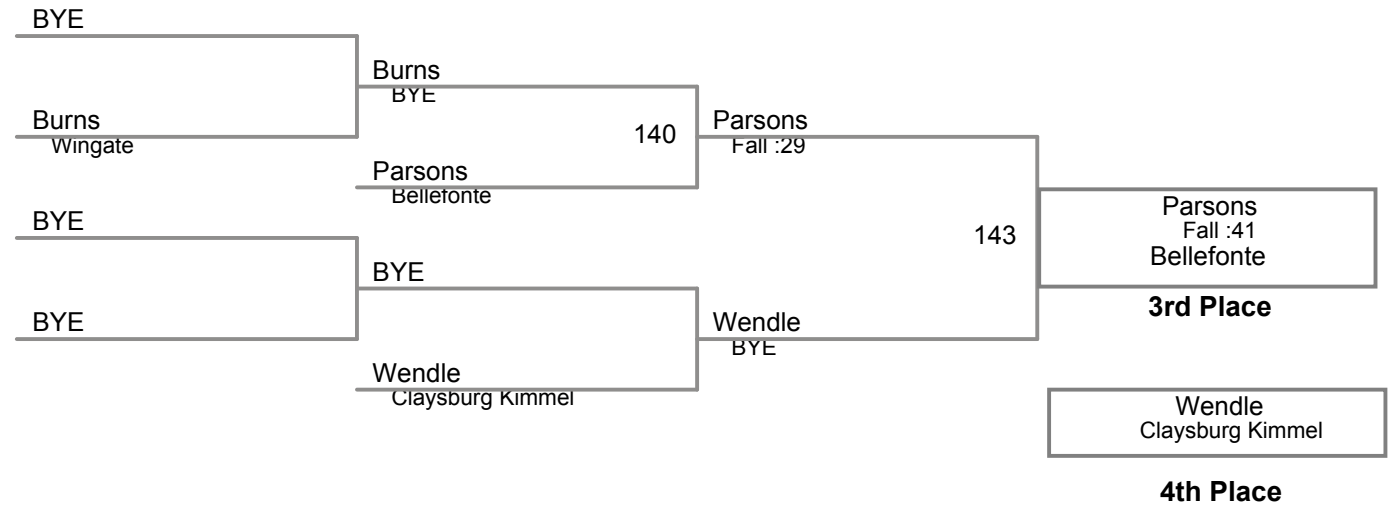 BYE
Burns
BYE
Burns
Wingate
140
Parsons
Fall :29
Parsons
Bellefonte
BYE
143
Parsons
Fall :41
Bellefonte
BYE
3rd Place
BYE
Wendle
BYE
Wendle
Claysburg Kimmel
Wendle
Claysburg Kimmel
4th Place